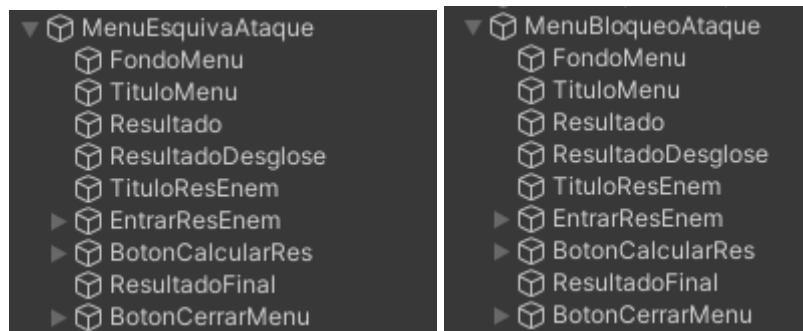 MenuEsquivaAtaque
FondoMenu
TituloMenu
Resultado
ResultadoDesglose
TituloResEnem
EntrarResEnem
BotonCalcularRes
ResultadoFinal
BotonCerrarMenu
MenuBloqueoAtaque
FondoMenu
TituloMenu
Resultado
ResultadoDesglose
TituloResEnem
EntrarResEnem
BotonCalcularRes
ResultadoFinal
BotonCerrarMenu